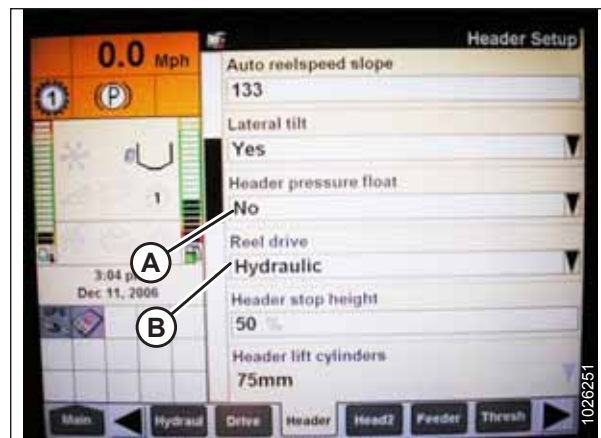 0.0 Mph
Header Setup
Auto reelspeed slope
133
1
(P)
Lateral tilt
Yes
Header pressure float
1
No
A
Reel drive
Hydraulic
3:04
Dec 11, 2006
B
Header stop height
GPS
50 %
Header lift cylinders
75mm
Main
Hydraul
Drive
Header
Head2
Feeder
Thresh
1026251